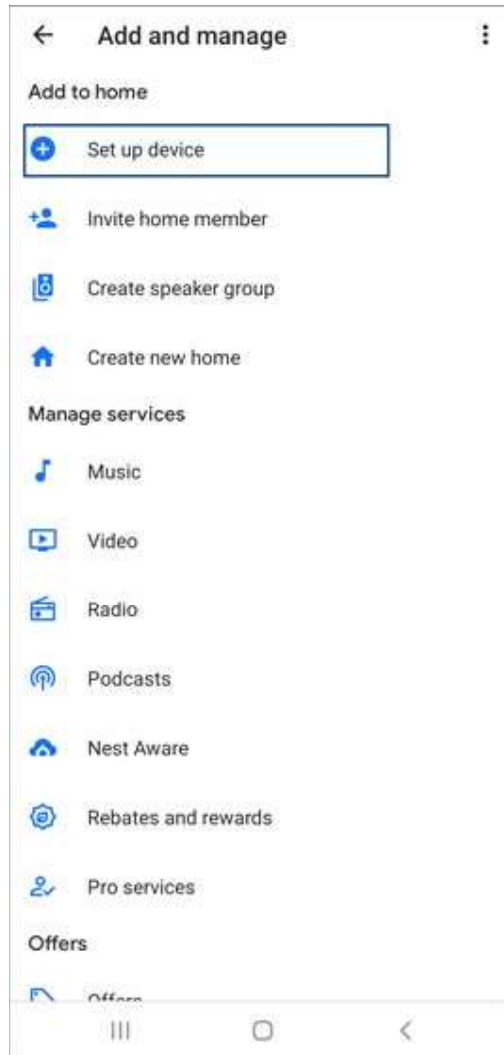 Add and manage
Add to home
Set up device
Invite home member
Create speaker group
Create new home
Manage services
Music
Video
Radio
Podcasts
Nest Aware
Rebates and rewards
Pro services
Offers
Offers